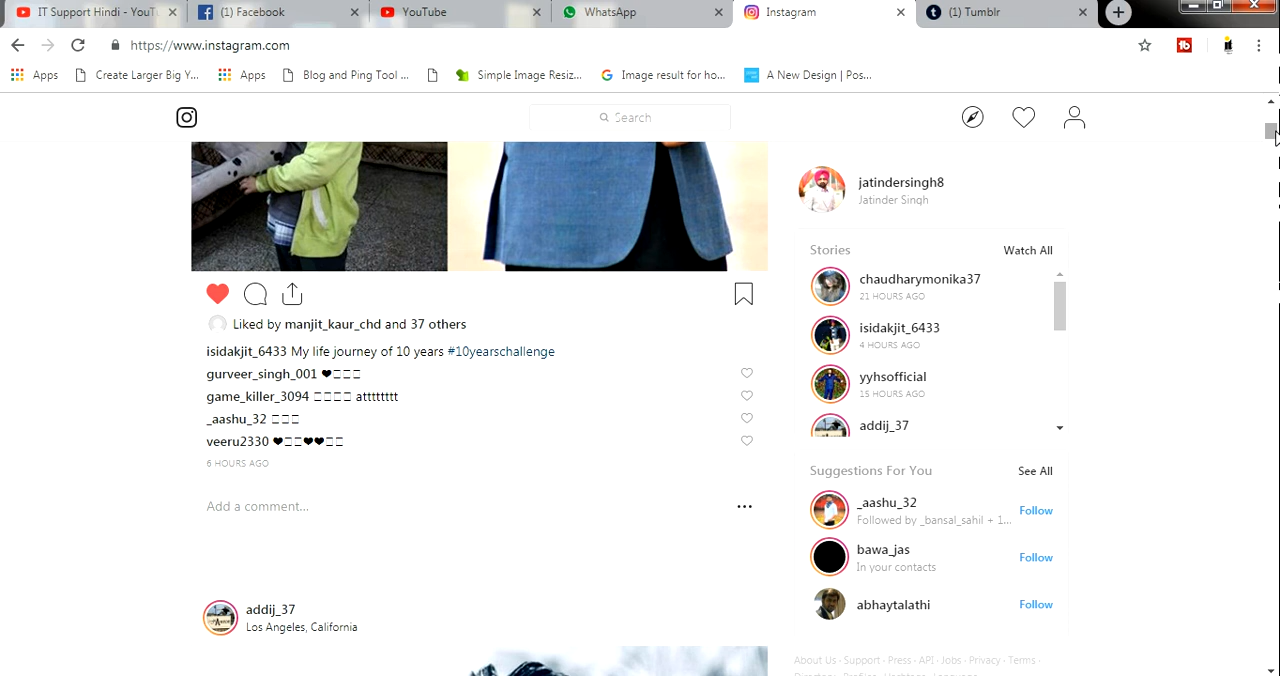 IT Support Hindi - YouT
(1) Facebook
YouTube
WhatsApp
Instagram
(1) Tumblr
https://www.instagram.com
Apps
Create Larger Big Y...
Apps
Blog and Ping Tool ...
Simple Image Resiz...
Image result for ho...
A New Design | Pos...
Search
jatindersingh8
Jatinder Singh
Stories
Watch All
chaudharymonika37
21 HOURS AGO
isidakjit_6433
4 HOURS AGO
yyhsofficial
15 HOURS AGO
addij_37
Liked by manjit_kaur_chd and 37 others
isidakjit_6433 My life journey of 10 years #10yearschallenge
gurveer_singh_001 ❤
game_killer_3094 attttttt
_aashu_32
veeru2330 ❤❤❤
6 HOURS AGO
Add a comment...
Suggestions For You
See All
_aashu_32
Followed by _bansal_sahil + 1...
Follow
bawa_jas
In your contacts
Follow
abhaytalathi
Follow
addij_37
Los Angeles, California
About Us · Support · Press · API · Jobs · Privacy · Terms ·